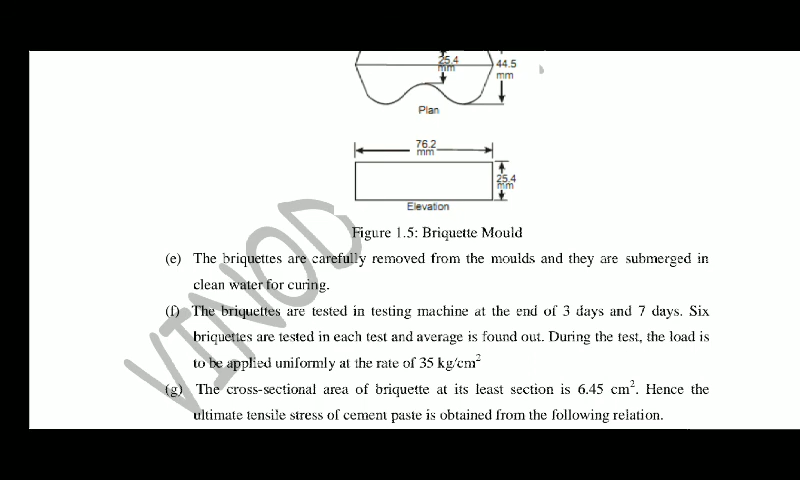 25.4
mm
44.5
mm
Plan
76.2
mm
25.4
mm
Elevation
Figure 1.5: Briquette Mould
(e) The briquettes are carefully removed from the moulds and they are submerged in
clean water for curing.
(f) The briquettes are tested in testing machine at the end of 3 days and 7 days. Six
briquettes are tested in each test and average is found out. During the test, the load is
to be applied uniformly at the rate of 35 kg/cm²
(g) The cross-sectional area of briquette at its least section is 6.45 cm². Hence the
ultimate tensile stress of cement paste is obtained from the following relation.
VINOD